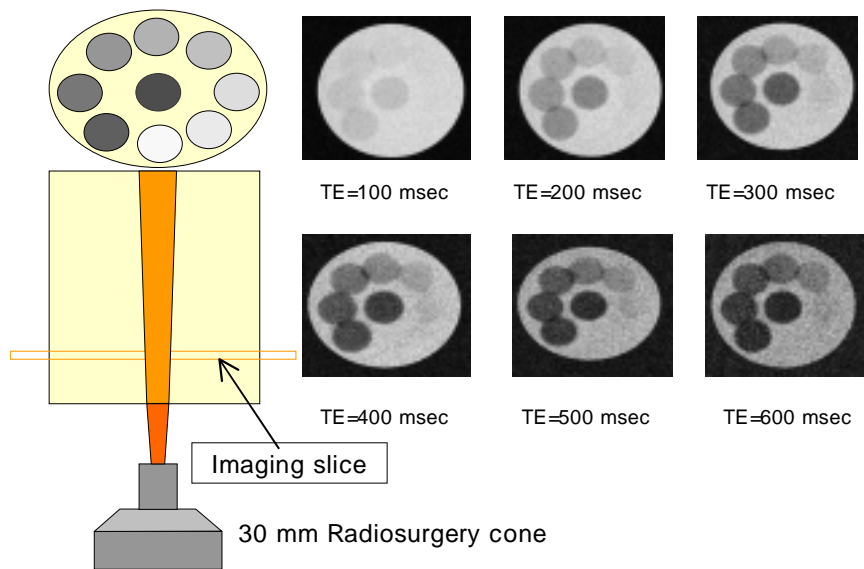 TE=100 msec
TE=200 msec
TE=300 msec
TE=400 msec
TE=500 msec
TE=600 msec
Imaging slice
30 mm Radiosurgery cone